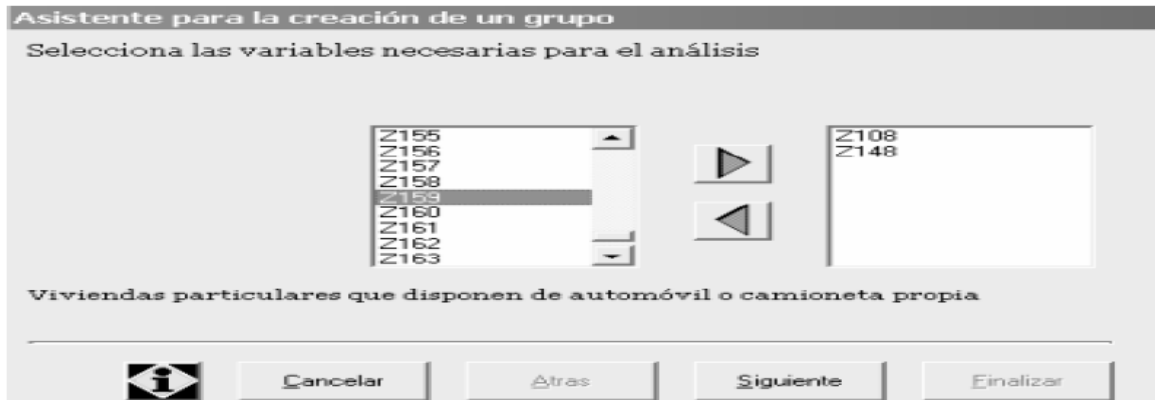 Asistente para la creación de un grupo
Selecciona las variables necesarias para el análisis
Z155
Z156
Z157
Z158
Z159
Z160
Z161
Z162
Z163
Z108
Z148
Viviendas particulares que disponen de automóvil o camioneta propia
Cancelar
Atras
Siguiente
Finalizar